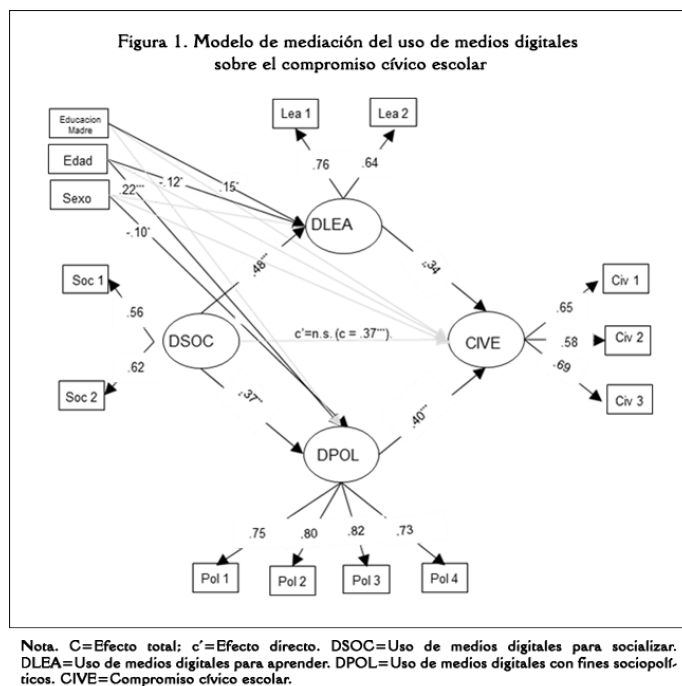 Figura 1. Modelo de mediación del uso de medios digitales
sobre el compromiso cívico escolar
Educacion
Madre
Edad
Sexo
Lea 1
Lea 2
.76
.64
.22***
-.12*
.15*
-.10*
DLEA
Soc 1
.56
.48***
.34
Civ 1
.65
DSOC
c'=n.s. (c = .37***).
CIVE
.58
Civ 2
.62
Soc 2
.69
Civ 3
.37**
.40***
DPOL
.75
.80
.82
.73
Pol 1
Pol 2
Pol 3
Pol 4
Nota. C=Efecto total; c´=Efecto directo. DSOC=Uso de medios digitales para socializar.
DLEA=Uso de medios digitales para aprender. DPOL=Uso de medios digitales con fines sociopolí-
ticos. CIVE=Compromiso cívico escolar.